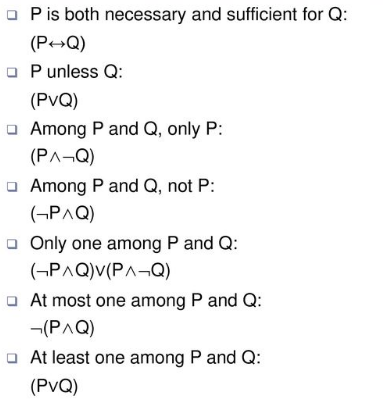 P is both necessary and sufficient for Q:
(P↔Q)
P unless Q:
(P∨Q)
Among P and Q, only P:
(P∧¬Q)
Among P and Q, not P:
(¬P∧Q)
Only one among P and Q:
(¬P∧Q)∨(P∧¬Q)
At most one among P and Q:
¬(P∧Q)
At least one among P and Q:
(P∨Q)